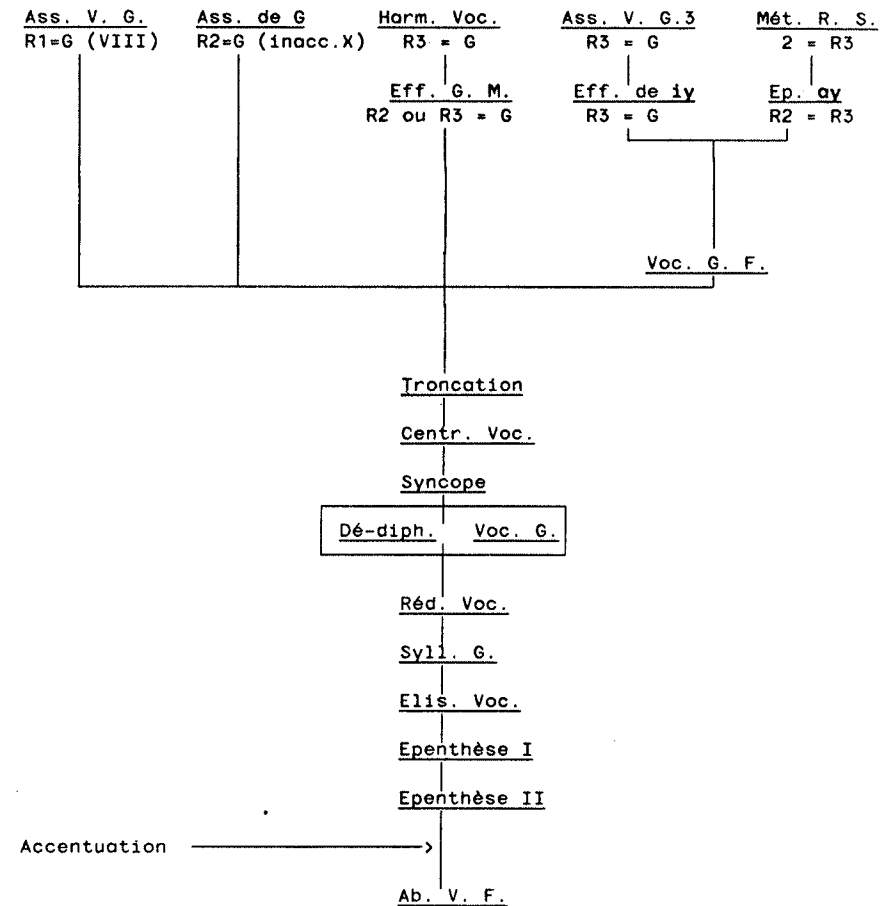 Ass. V. G. Ass. de G Harm. Voc. Ass. V. G.3 Mét. R. S.
R1=G (VIII) R2=G (inacc.X) R3 = G R3 = G 2 = R3
Eff. G. M. Eff. de iy Ep. ay
R2 ou R3 = G R3 = G R2 = R3
Voc. G. F.
Troncation
Centr. Voc.
Syncope
Dé-diph. Voc. G.
Réd. Voc.
Syll. G.
Elis. Voc.
Epenthèse I
Epenthèse II
Accentuation
Ab. V. F.